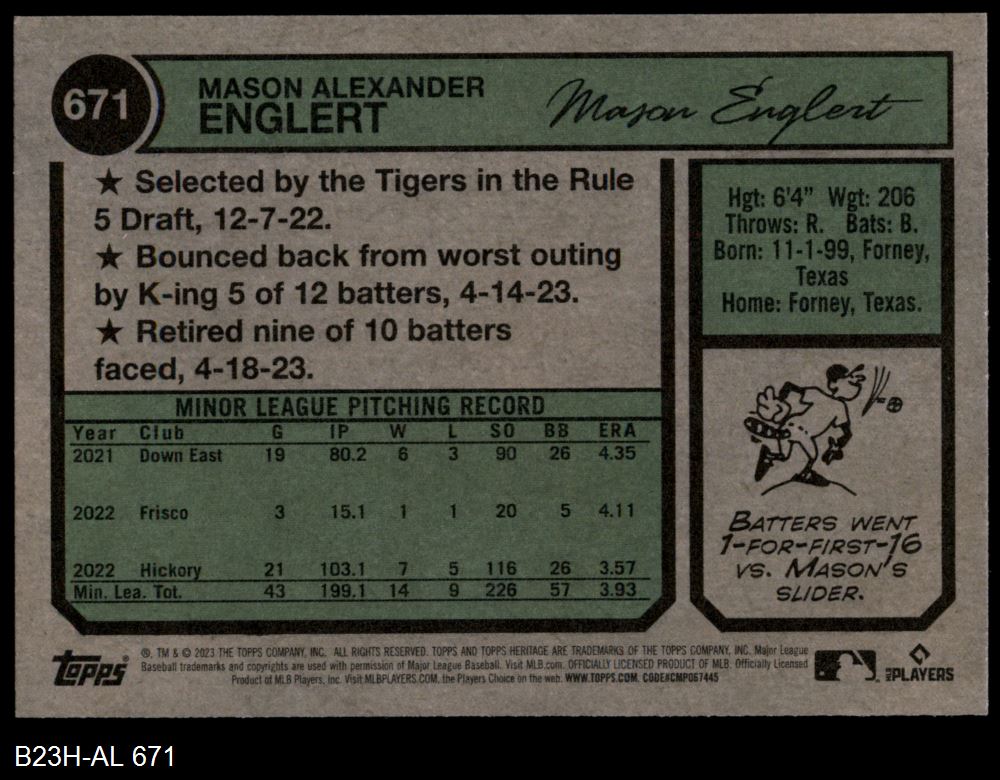 671
MASON ALEXANDER
ENGLERT
Mason Englert
★ Selected by the Tigers in the Rule
5 Draft, 12-7-22.
★ Bounced back from worst outing
by K-ing 5 of 12 batters, 4-14-23.
★ Retired nine of 10 batters
faced, 4-18-23.
Hgt: 6'4" Wgt: 206
Throws: R. Bats: B.
Born: 11-1-99, Forney,
Texas
Home: Forney, Texas.
MINOR LEAGUE PITCHING RECORD
Year Club G IP W L SO BB ERA
2021 Down East 19 80.2 6 3 90 26 4.35
2022 Frisco 3 15.1 1 1 20 5 4.11
2022 Hickory 21 103.1 7 5 116 26 3.57
Min. Lea. Tot. 43 199.1 14 9 226 57 3.93
BATTERS WENT
1-FOR-FIRST-16
VS. MASON'S
SLIDER.
topps
®, TM & © 2023 THE TOPPS COMPANY, INC. ALL RIGHTS RESERVED. TOPPS AND TOPPS HERITAGE ARE TRADEMARKS OF THE TOPPS COMPANY, INC. Major League
Baseball trademarks and copyrights are used with permission of Major League Baseball. Visit MLB.com. OFFICIALLY LICENSED PRODUCT OF MLB. Officially Licensed
Product of MLB Players, Inc. Visit MLBPLAYERS.COM, the Players Choice on the web. WWW.TOPPS.COM. CODE#CMP067445
MLB PLAYERS
B23H-AL 671